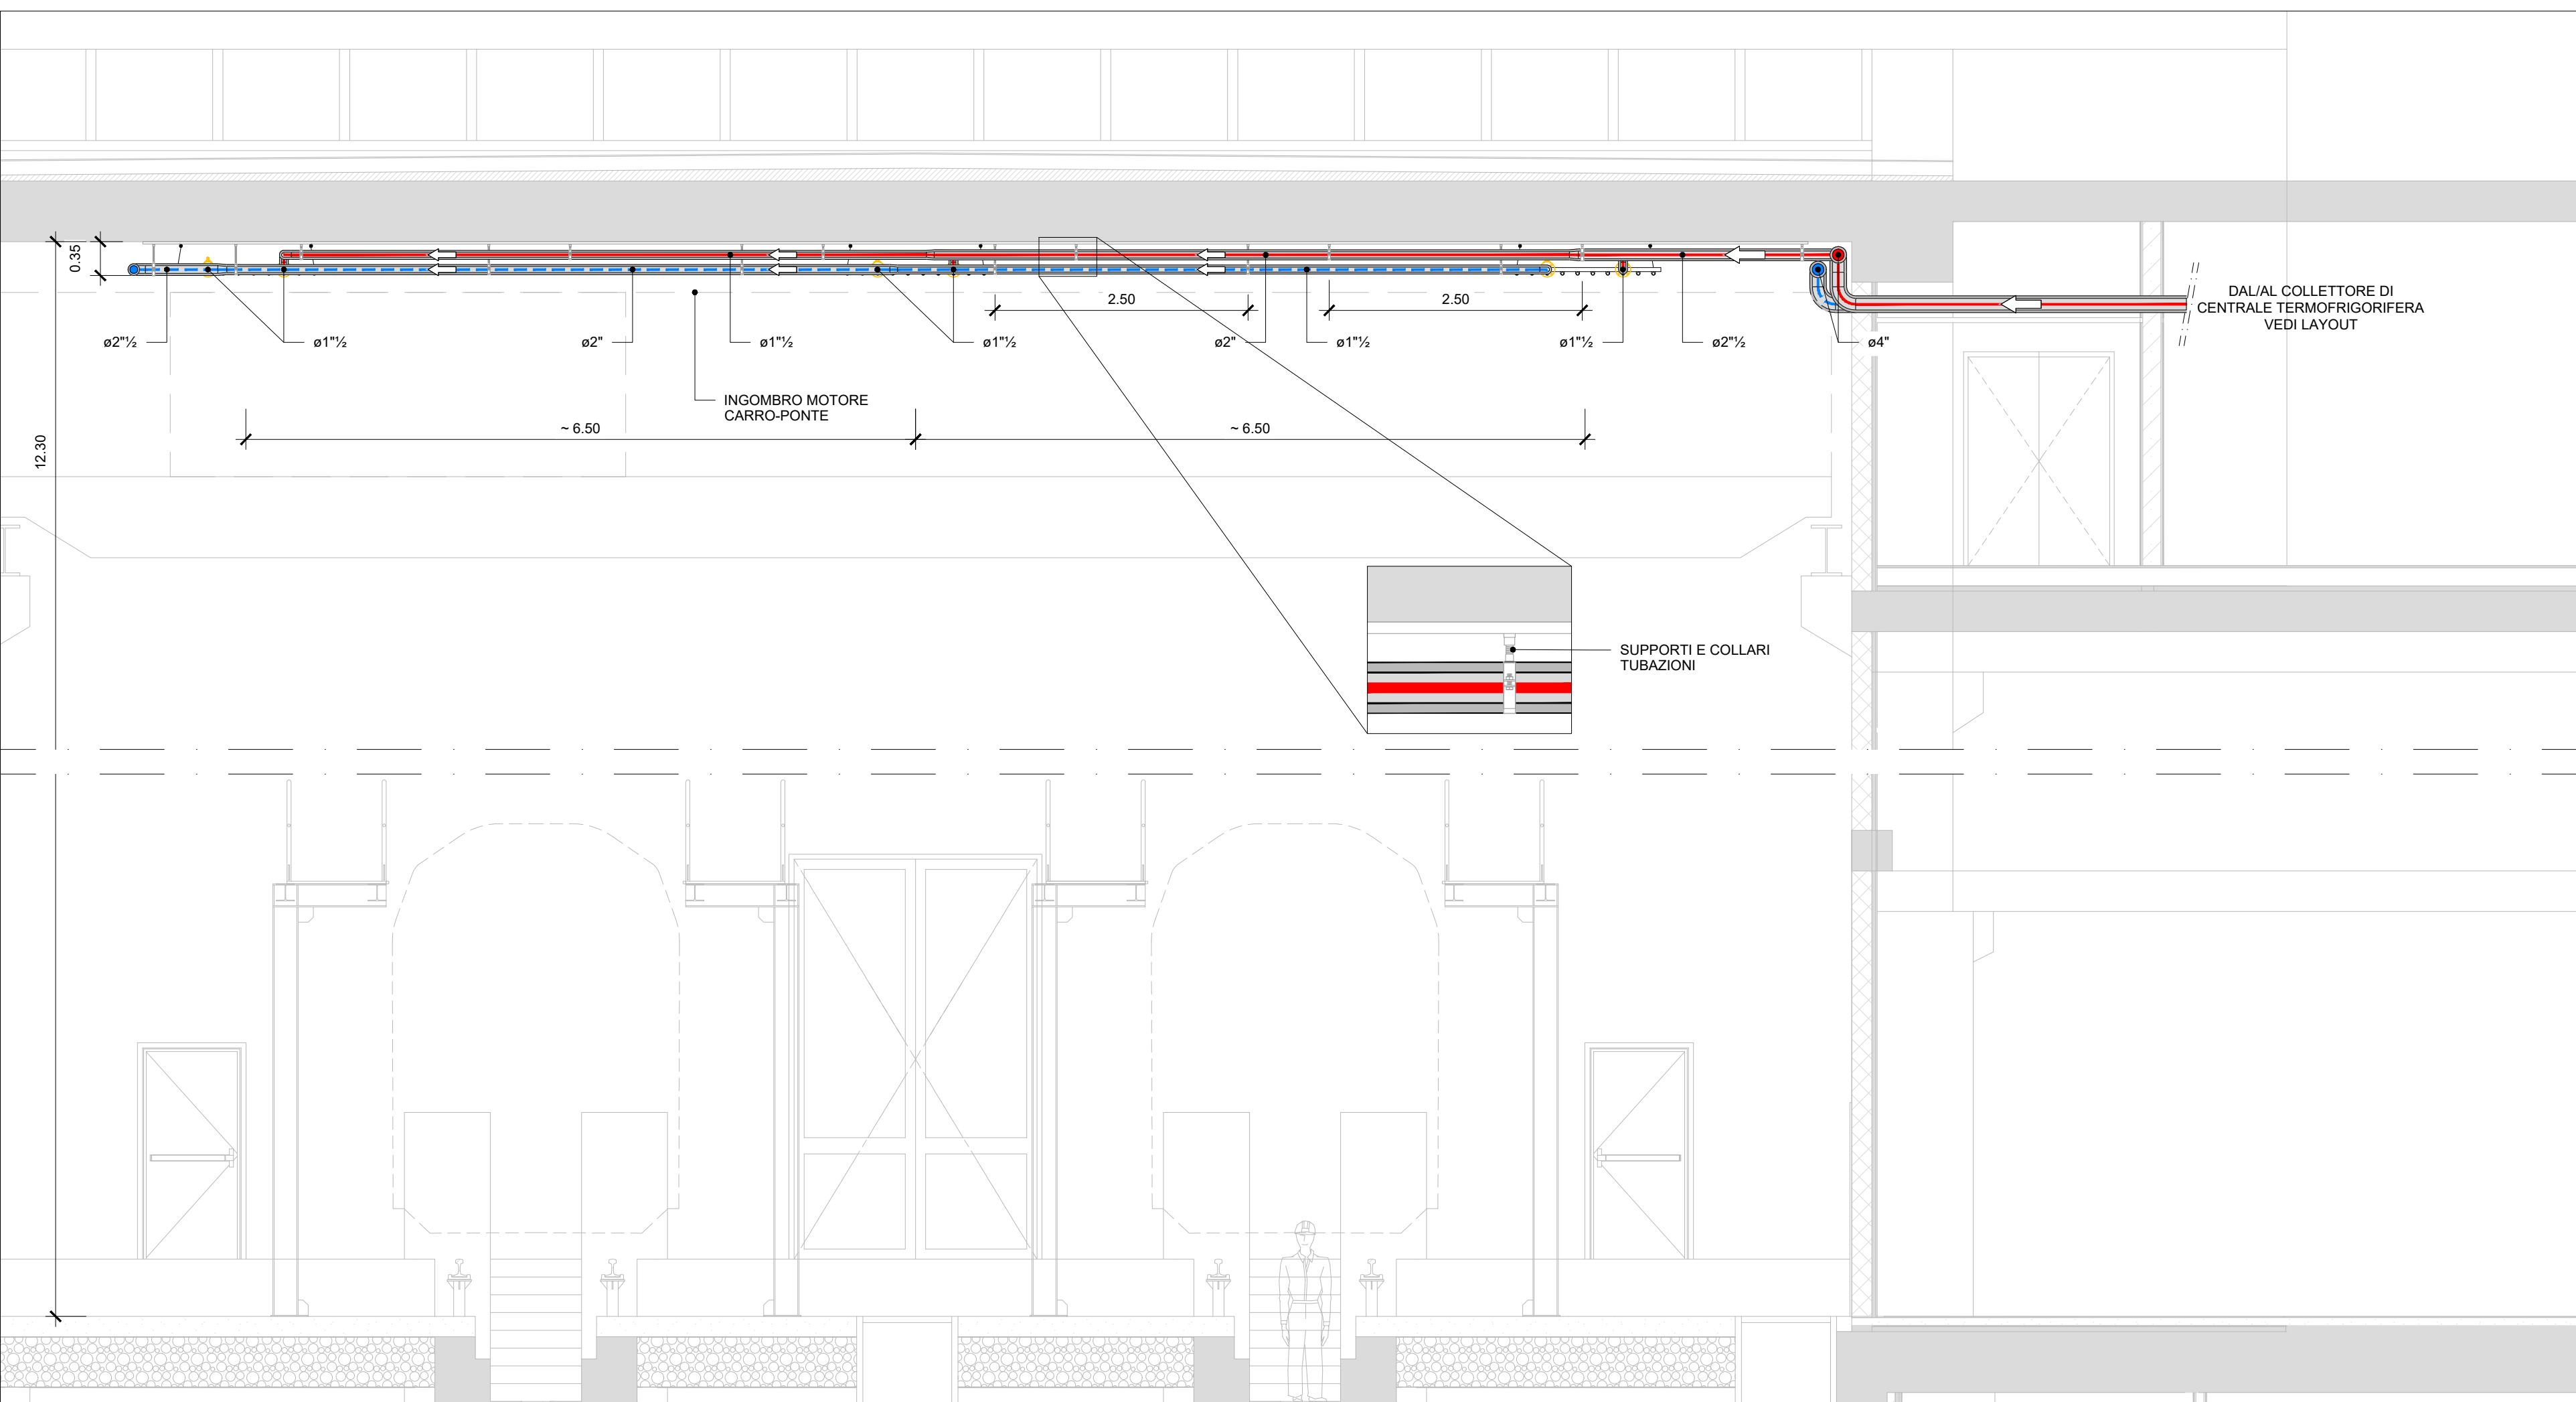 0.35
DAL/AL COLLETTORE DI
CENTRALE TERMOFRIGORIFERA
VEDI LAYOUT
2.50
2.50
ø2"½
ø1"½
ø2"
ø1"½
ø1"½
ø2"
ø1"½
ø1"½
ø2"½
ø4"
INGOMBRO MOTORE
CARRO-PONTE
~ 6.50
~ 6.50
12.30
SUPPORTI E COLLARI
TUBAZIONI